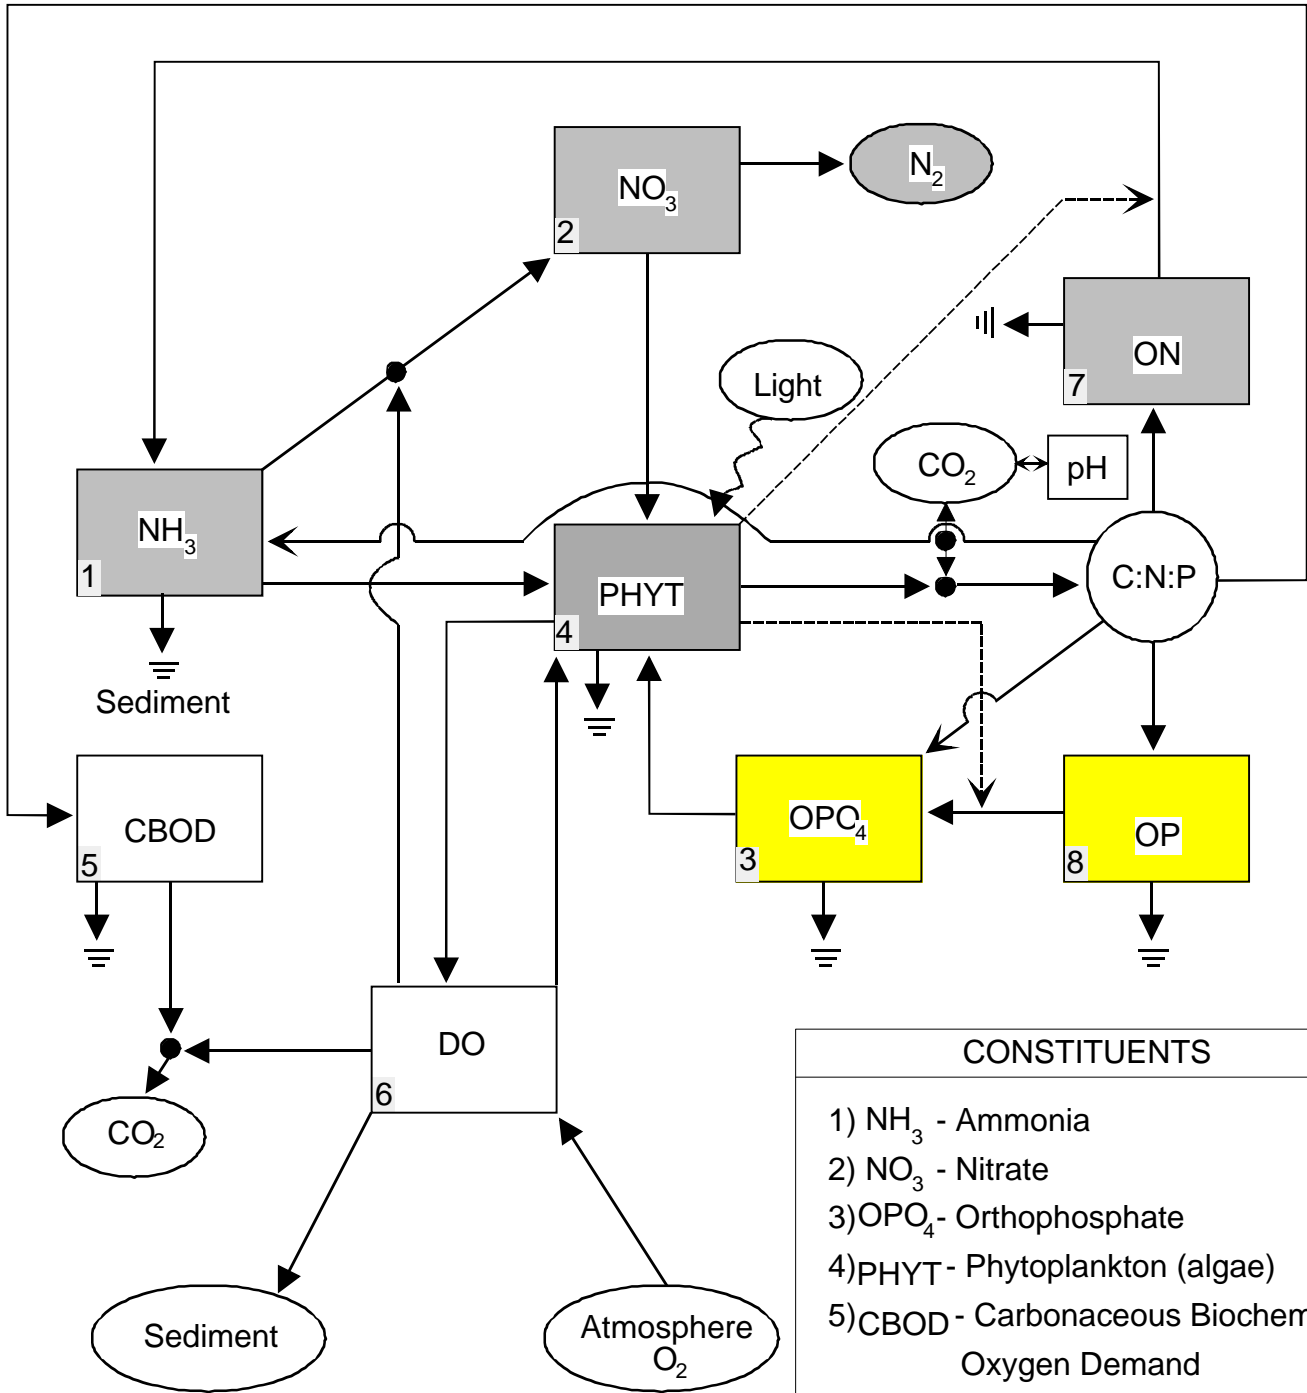 NO3
2
N2
ON
7
Light
CO2
pH
NH3
1
PHYT
4
C:N:P
Sediment
CBOD
5
OPO4
3
OP
8
DO
6
CO2
Sediment
Atmosphere
O2
CONSTITUENTS
1) NH3 - Ammonia
2) NO3 - Nitrate
3) OPO4 - Orthophosphate
4) PHYT - Phytoplankton (algae)
5) CBOD - Carbonaceous Biochem
Oxygen Demand